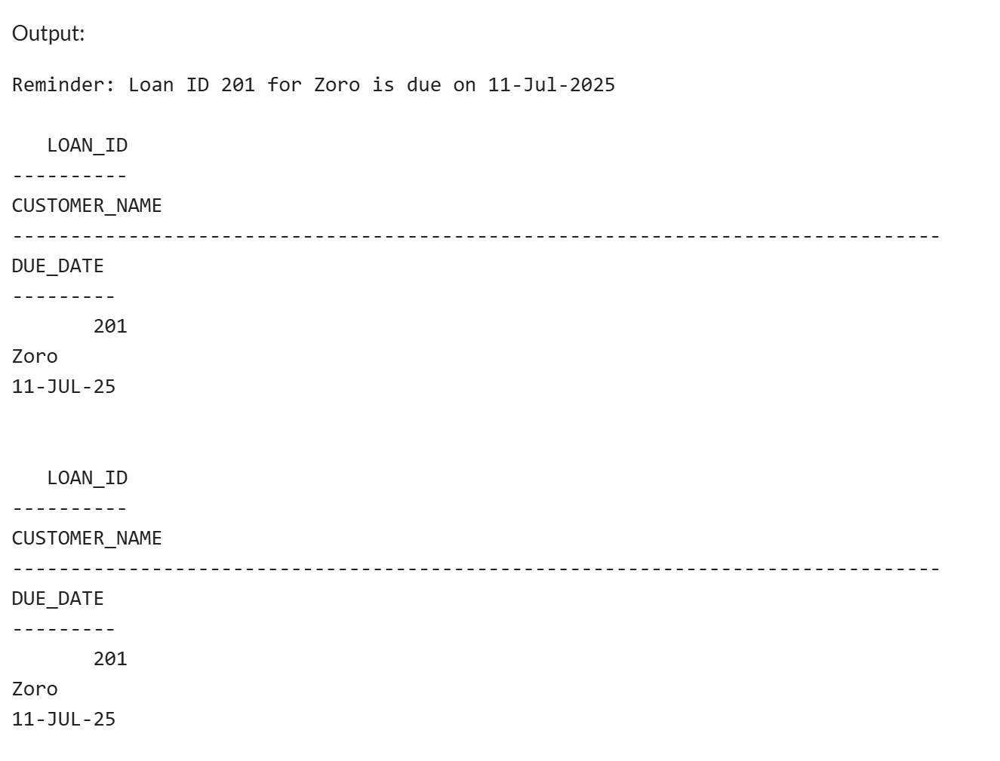 Output:
Reminder: Loan ID 201 for Zoro is due on 11-Jul-2025
   LOAN_ID
----------
CUSTOMER_NAME
--------------------------------------------------------------------------------
DUE_DATE
---------
       201
Zoro
11-JUL-25
   LOAN_ID
----------
CUSTOMER_NAME
--------------------------------------------------------------------------------
DUE_DATE
---------
       201
Zoro
11-JUL-25